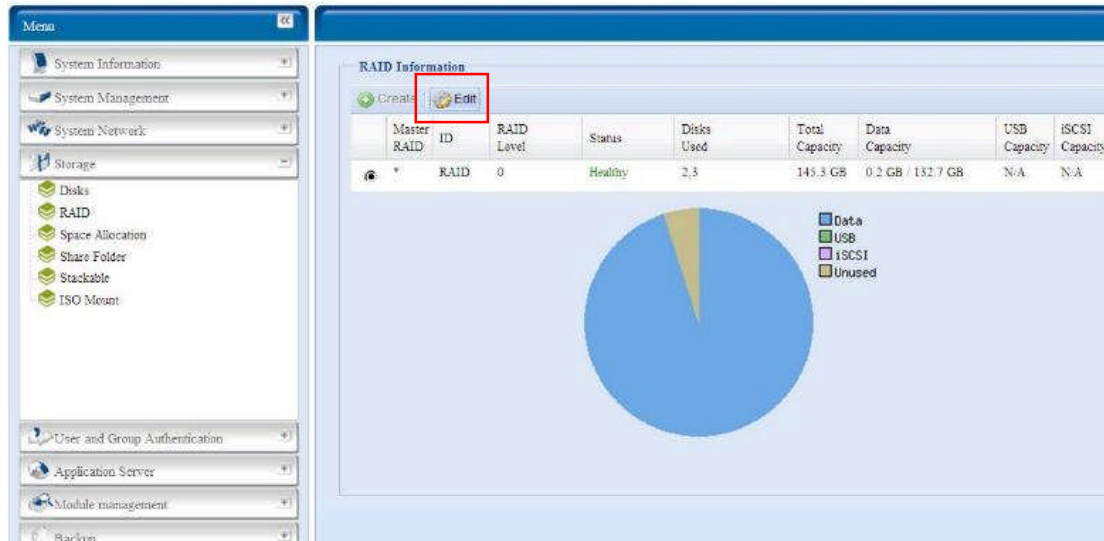 Menu
System Information
System Management
System Network
Storage
Disks
RAID
Space Allocation
Share Folder
Stackable
ISO Mount
User and Group Authentication
Application Server
Module management
Backup
RAID Information
Create Edit
Master RAID ID RAID Level Status Disks Used Total Capacity Data Capacity USB Capacity iSCSI Capacity
* RAID 0 Healthy 2,3 145.3 GB 0.2 GB / 132.7 GB N/A N/A
Data
USB
iSCSI
Unused